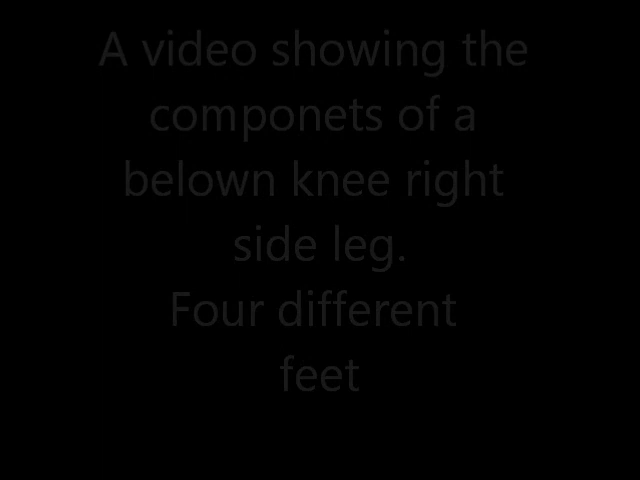 A video showing the
componets of a
belown knee right
side leg.
Four different
feet